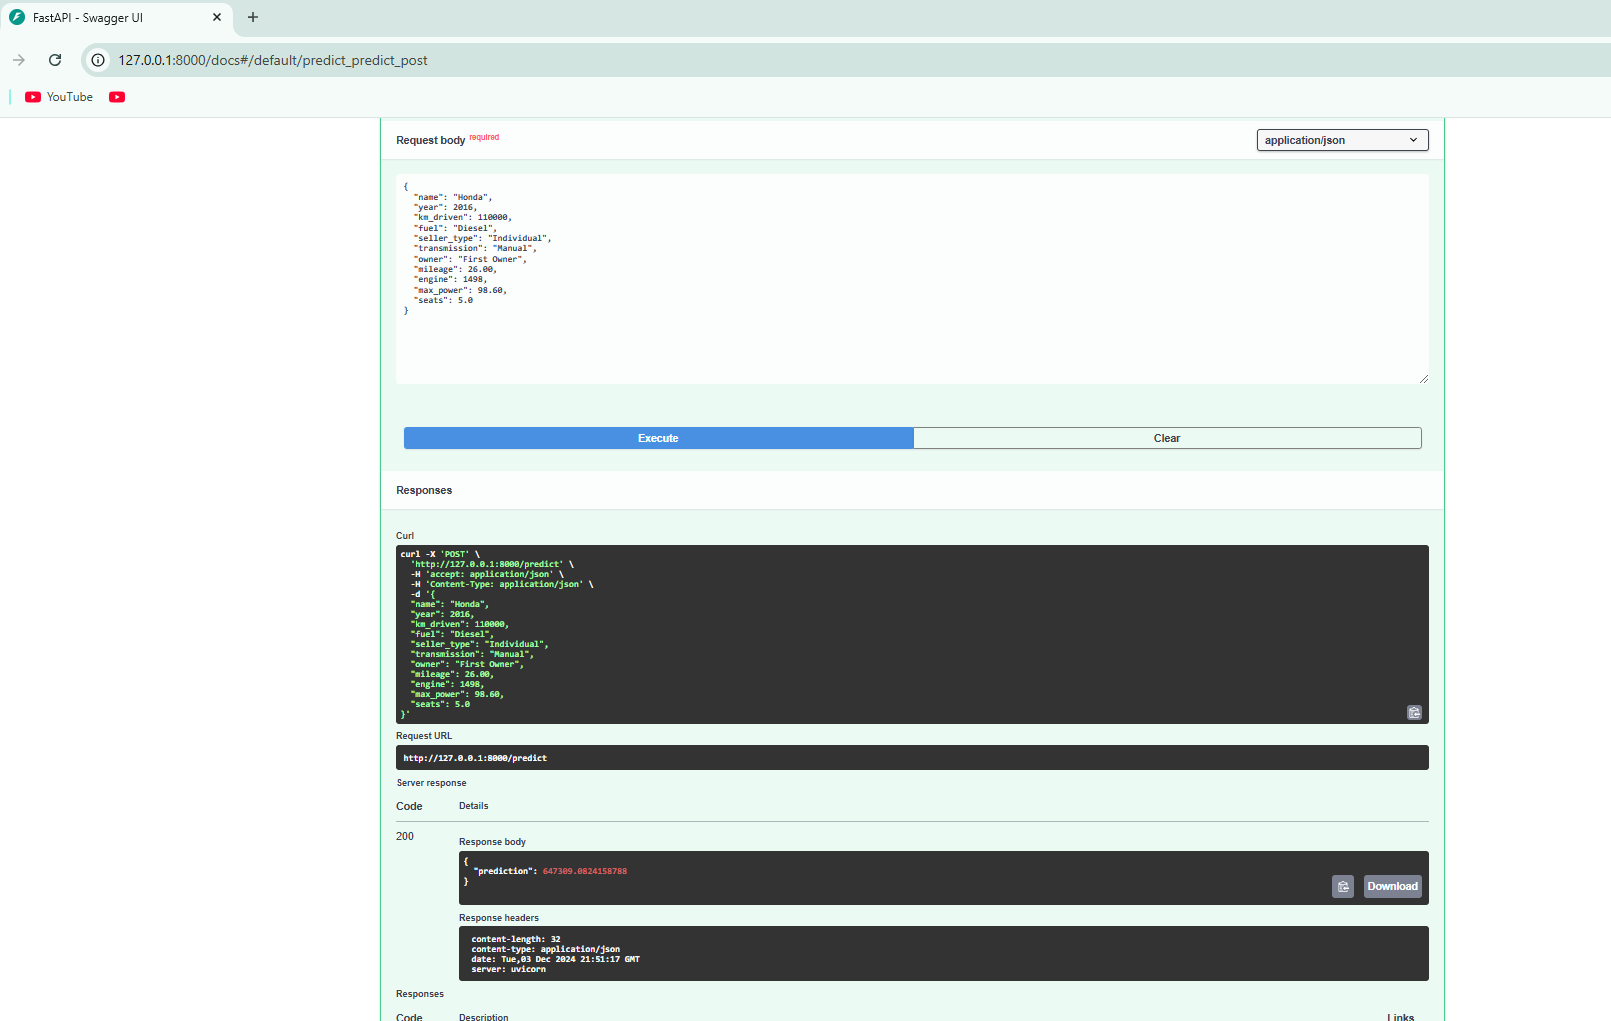 FastAPI - Swagger UI
127.0.0.1:8000/docs#/default/predict_predict_post
YouTube
Request body required
application/json
{
"name": "Honda",
"year": 2016,
"km_driven": 110000,
"fuel": "Diesel",
"seller_type": "Individual",
"transmission": "Manual",
"owner": "First Owner",
"mileage": 26.00,
"engine": 1498,
"max_power": 98.60,
"seats": 5.0
}
Execute
Clear
Responses
Curl
curl -X 'POST' \
'http://127.0.0.1:8000/predict' \
-H 'accept: application/json' \
-H 'Content-Type: application/json' \
-d '{
"name": "Honda",
"year": 2016,
"km_driven": 110000,
"fuel": "Diesel",
"seller_type": "Individual",
"transmission": "Manual",
"owner": "First Owner",
"mileage": 26.00,
"engine": 1498,
"max_power": 98.60,
"seats": 5.0
}'
Request URL
http://127.0.0.1:8000/predict
Server response
Code Details
200
Response body
{
"prediction": 647309.0824158788
}
Download
Response headers
content-length: 32
content-type: application/json
date: Tue,03 Dec 2024 21:51:17 GMT
server: uvicorn
Responses
Code Description Links